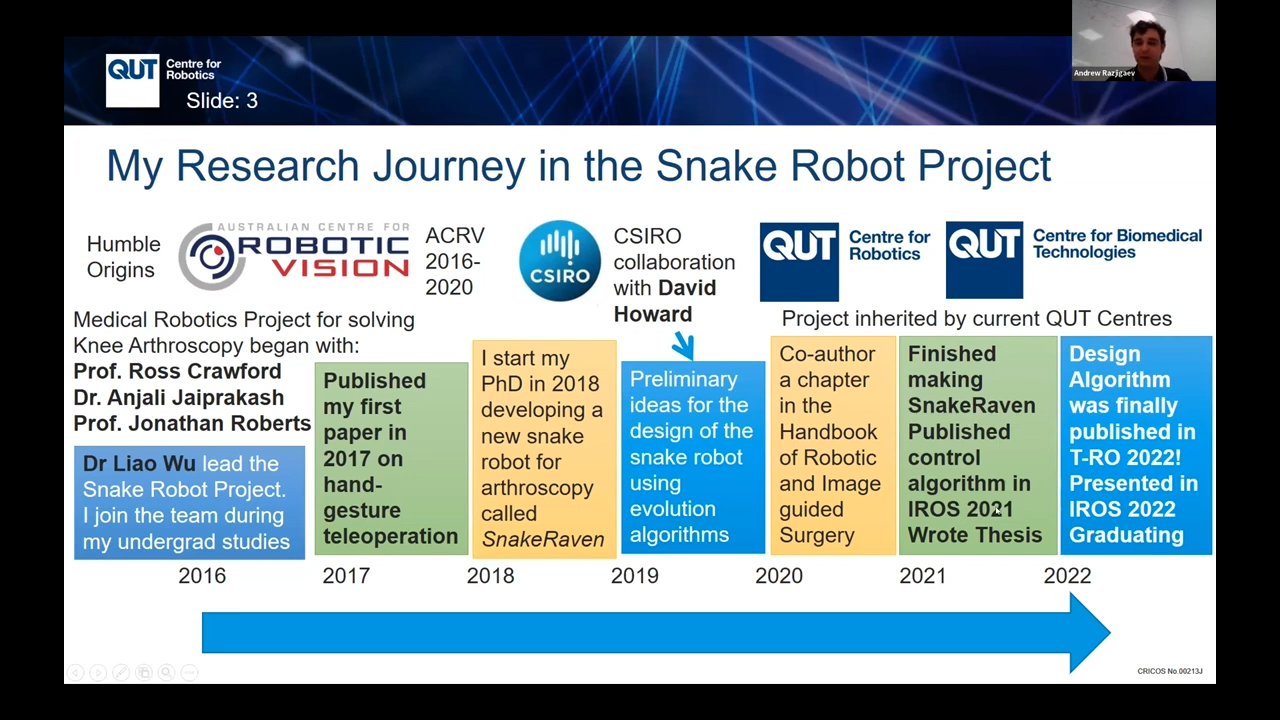 QUT
Centre for
Robotics
Slide: 3
Andrew Razjigaev
My Research Journey in the Snake Robot Project
Humble
Origins
AUSTRALIAN CENTRE FOR
ROBOTIC
VISION
ACRV
2016-
2020
CSIRO
CSIRO
collaboration
with David
Howard
QUT
Centre for
Robotics
QUT
Centre for Biomedical
Technologies
Medical Robotics Project for solving
Knee Arthroscopy began with:
Prof. Ross Crawford
Dr. Anjali Jaiprakash
Prof. Jonathan Roberts
Project inherited by current QUT Centres
Dr Liao Wu lead the
Snake Robot Project.
I join the team during
my undergrad studies
Published
my first
paper in
2017 on
hand-
gesture
teleoperation
I start my
PhD in 2018
developing a
new snake
robot for
arthroscopy
called
SnakeRaven
Preliminary
ideas for the
design of the
snake robot
using
evolution
algorithms
Co-author
a chapter
in the
Handbook
of Robotic
and Image
guided
Surgery
Finished
making
SnakeRaven
Published
control
algorithm in
IROS 2021
Wrote Thesis
Design
Algorithm
was finally
published in
T-RO 2022!
Presented in
IROS 2022
Graduating
2016
2017
2018
2019
2020
2021
2022
CRICOS No.00213J